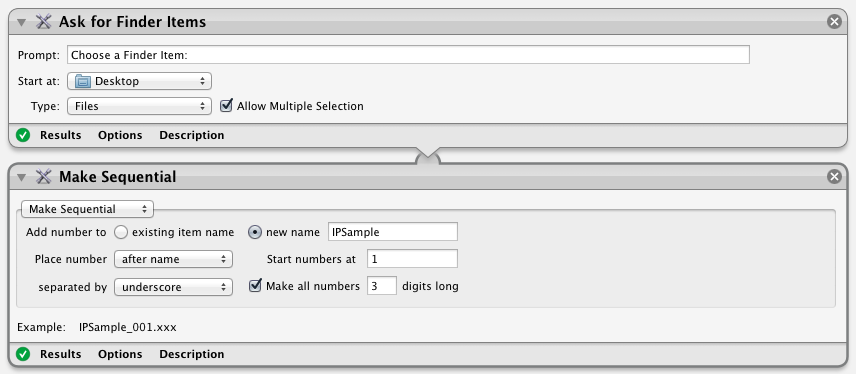 Ask for Finder Items
Prompt: Choose a Finder Item:
Start at: Desktop
Type: Files Allow Multiple Selection
Results Options Description
Make Sequential
Make Sequential
Add number to existing item name new name IPSample
Place number after name Start numbers at 1
separated by underscore Make all numbers 3 digits long
Example: IPSample_001.xxx
Results Options Description